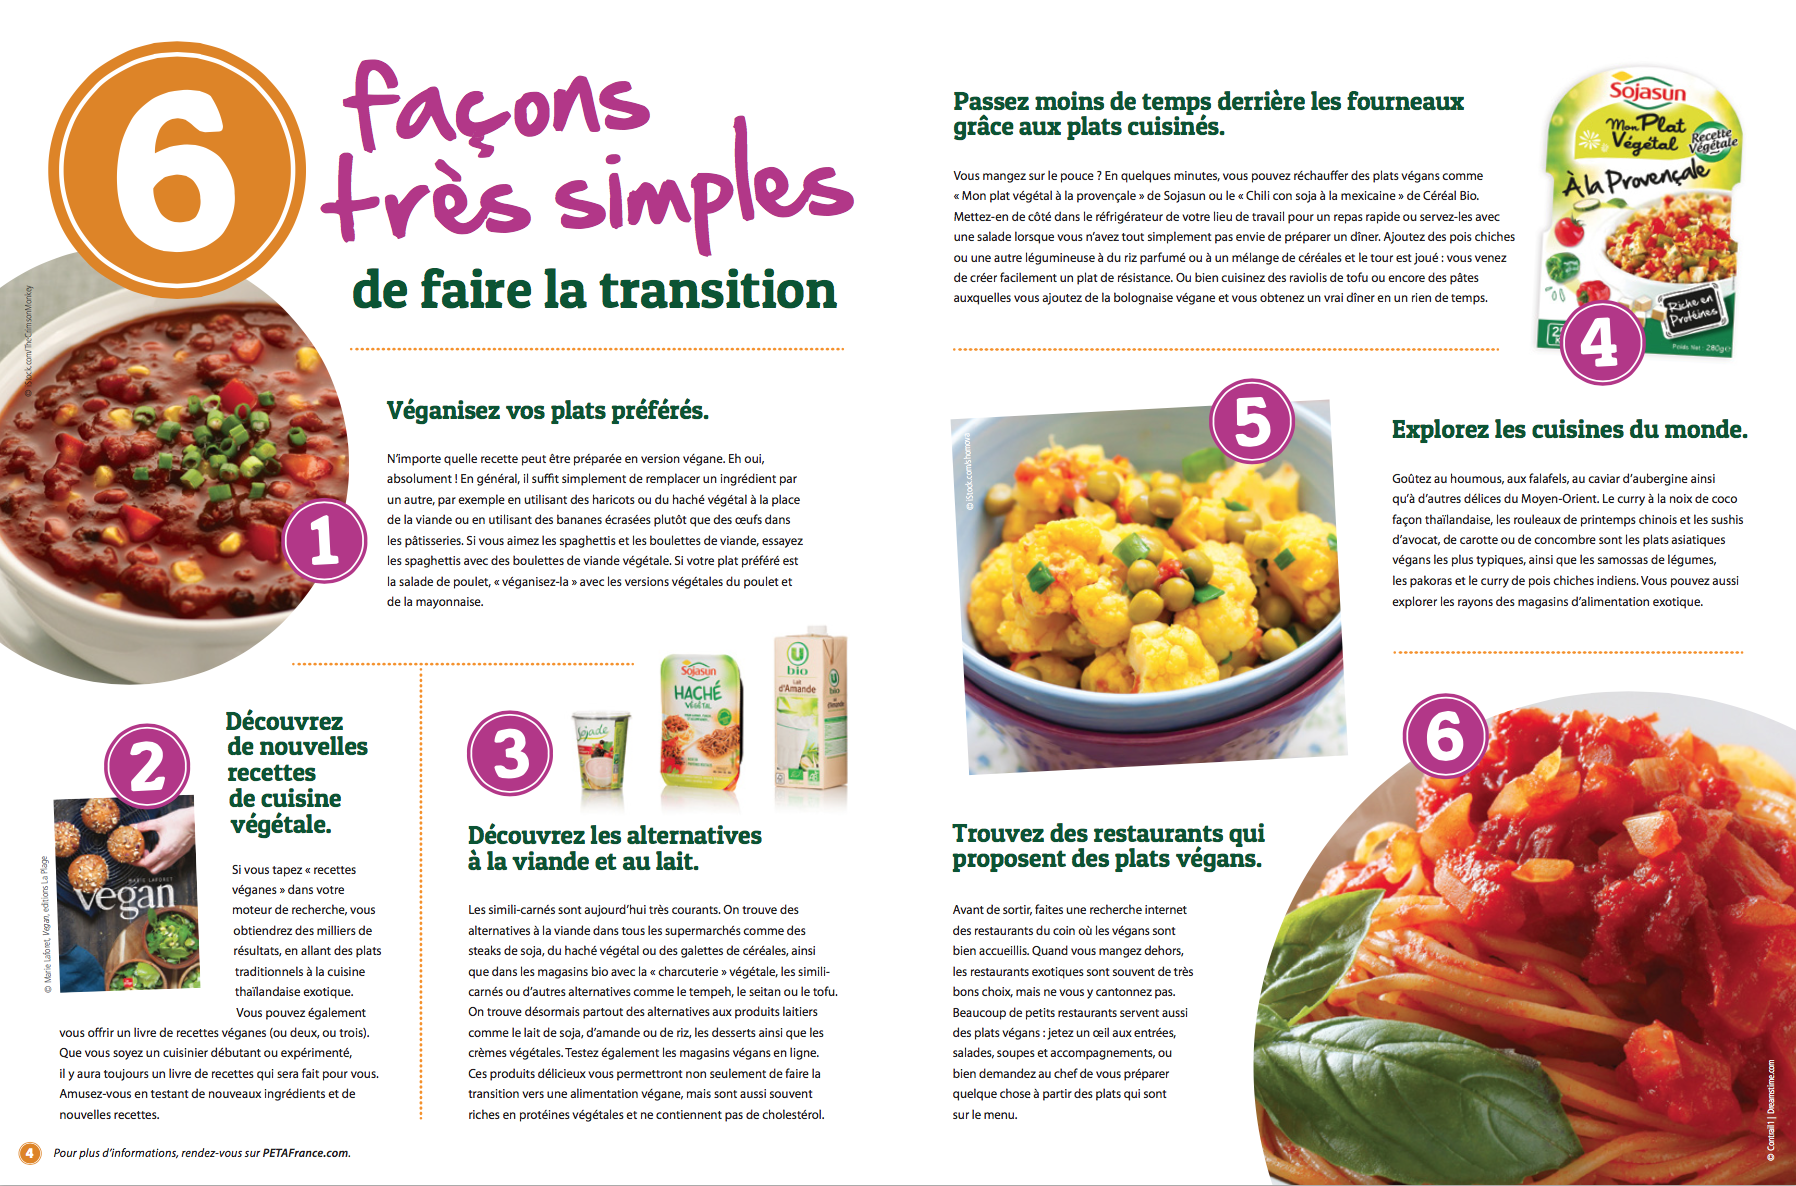 6
façons
très simples
de faire la transition
© iStock.com/TheCrimsonMonkey
1
Véganisez vos plats préférés.
N'importe quelle recette peut être préparée en version végane. Eh oui,
absolument ! En général, il suffit simplement de remplacer un ingrédient par
un autre, par exemple en utilisant des haricots ou du haché végétal à la place
de la viande ou en utilisant des bananes écrasées plutôt que des œufs dans
les pâtisseries. Si vous aimez les spaghettis et les boulettes de viande, essayez
les spaghettis avec des boulettes de viande végétale. Si votre plat préféré est
la salade de poulet, « véganisez-la » avec les versions végétales du poulet et
de la mayonnaise.
2
Découvrez
de nouvelles
recettes
de cuisine
végétale.
MARIE LAFORET
vegan
© Marie Laforet, Vegan, editions La Plage
Si vous tapez « recettes
véganes » dans votre
moteur de recherche, vous
obtiendrez des milliers de
résultats, en allant des plats
traditionnels à la cuisine
thaïlandaise exotique.
Vous pouvez également
vous offrir un livre de recettes véganes (ou deux, ou trois).
Que vous soyez un cuisinier débutant ou expérimenté,
il y aura toujours un livre de recettes qui sera fait pour vous.
Amusez-vous en testant de nouveaux ingrédients et de
nouvelles recettes.
3
Sojade
Sojasun
HACHÉ
VÉGÉTAL
U
bio
Lait
d'Amande
U
bio
d'Amande
Découvrez les alternatives
à la viande et au lait.
Les simili-carnés sont aujourd'hui très courants. On trouve des
alternatives à la viande dans tous les supermarchés comme des
steaks de soja, du haché végétal ou des galettes de céréales, ainsi
que dans les magasins bio avec la « charcuterie » végétale, les simili-
carnés ou d'autres alternatives comme le tempeh, le seitan ou le tofu.
On trouve désormais partout des alternatives aux produits laitiers
comme le lait de soja, d'amande ou de riz, les desserts ainsi que les
crèmes végétales. Testez également les magasins végans en ligne.
Ces produits délicieux vous permettront non seulement de faire la
transition vers une alimentation végane, mais sont aussi souvent
riches en protéines végétales et ne contiennent pas de cholestérol.
4
Pour plus d'informations, rendez-vous sur PETAFrance.com.
Passez moins de temps derrière les fourneaux
grâce aux plats cuisinés.
Vous mangez sur le pouce ? En quelques minutes, vous pouvez réchauffer des plats végans comme
« Mon plat végétal à la provençale » de Sojasun ou le « Chili con soja à la mexicaine » de Céréal Bio.
Mettez-en de côté dans le réfrigérateur de votre lieu de travail pour un repas rapide ou servez-les avec
une salade lorsque vous n'avez tout simplement pas envie de préparer un dîner. Ajoutez des pois chiches
ou une autre légumineuse à du riz parfumé ou à un mélange de céréales et le tour est joué : vous venez
de créer facilement un plat de résistance. Ou bien cuisinez des raviolis de tofu ou encore des pâtes
auxquelles vous ajoutez de la bolognaise végane et vous obtenez un vrai dîner en un rien de temps.
Sojasun
Mon Plat
Végétal
Recette
Végétale
À la Provençale
Riche en
Protéines
Poids Net : 280g e
4
5
© iStock.com/shomova
Explorez les cuisines du monde.
Goûtez au houmous, aux falafels, au caviar d'aubergine ainsi
qu'à d'autres délices du Moyen-Orient. Le curry à la noix de coco
façon thaïlandaise, les rouleaux de printemps chinois et les sushis
d'avocat, de carotte ou de concombre sont les plats asiatiques
végans les plus typiques, ainsi que les samossas de légumes,
les pakoras et le curry de pois chiches indiens. Vous pouvez aussi
explorer les rayons des magasins d'alimentation exotique.
6
Trouvez des restaurants qui
proposent des plats végans.
Avant de sortir, faites une recherche internet
des restaurants du coin où les végans sont
bien accueillis. Quand vous mangez dehors,
les restaurants exotiques sont souvent de très
bons choix, mais ne vous y cantonnez pas.
Beaucoup de petits restaurants servent aussi
des plats végans : jetez un œil aux entrées,
salades, soupes et accompagnements, ou
bien demandez au chef de vous préparer
quelque chose à partir des plats qui sont
sur le menu.
© Contrail1 | Dreamstime.com